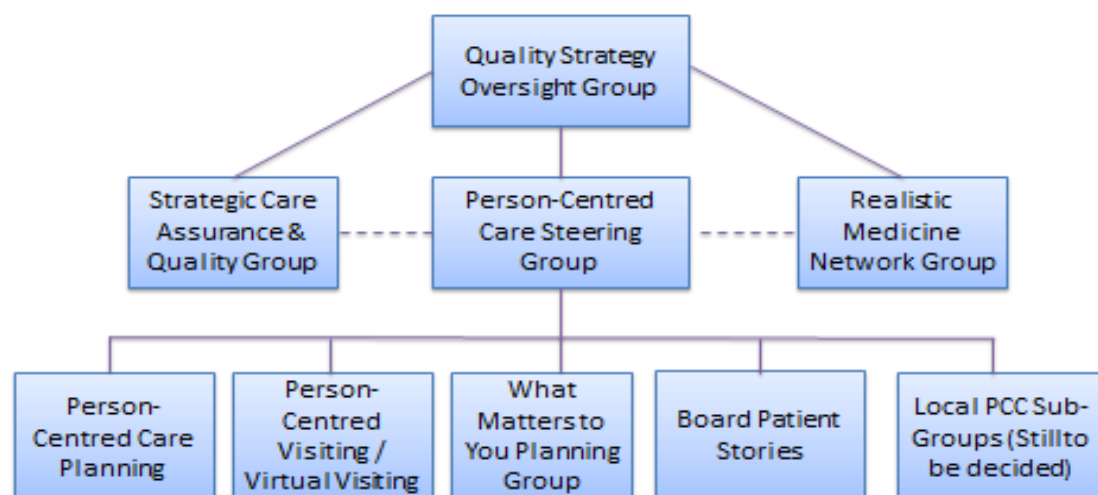 Quality Strategy
Oversight Group
Strategic Care
Assurance &
Quality Group
Person-Centred
Care Steering
Group
Realistic
Medicine
Network Group
Person-
Centred Care
Planning
Person-
Centred
Visiting /
Virtual Visiting
What
Matters to
You Planning
Group
Board Patient
Stories
Local PCC Sub-
Groups (Still to
be decided)